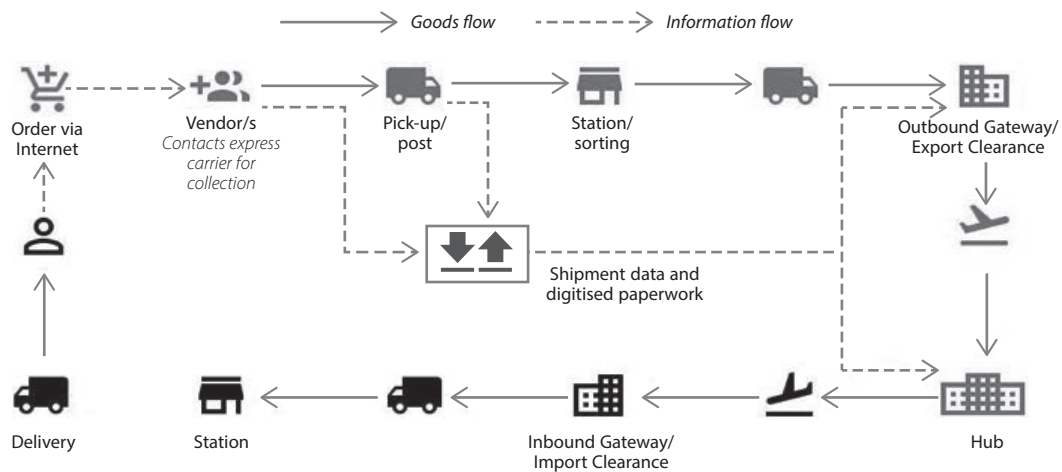 Goods flow
Information flow
Order via
Internet
Vendor/s
Contacts express
carrier for
collection
Pick-up/
post
Station/
sorting
Outbound Gateway/
Export Clearance
Shipment data and
digitised paperwork
Delivery
Station
Inbound Gateway/
Import Clearance
Hub